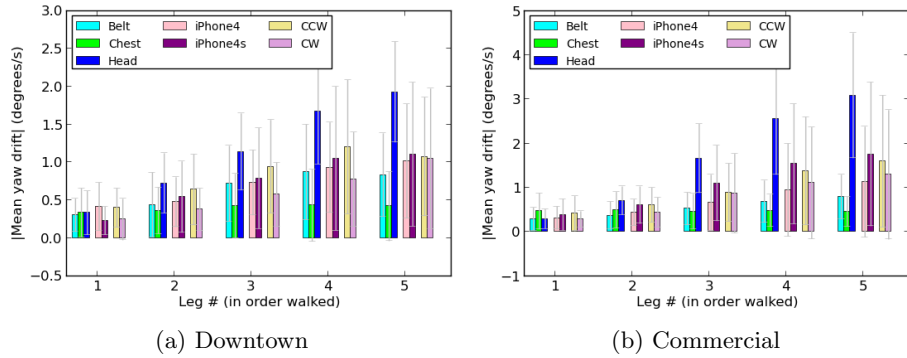 3.0
2.5
2.0
1.5
1.0
0.5
0.0
−0.5
|Mean yaw drift| (degrees/s)
Belt
Chest
Head
iPhone4
iPhone4s
CCW
CW
1 2 3 4 5
Leg # (in order walked)
(a) Downtown
5
4
3
2
1
0
−1
|Mean yaw drift| (degrees/s)
Belt
Chest
Head
iPhone4
iPhone4s
CCW
CW
1 2 3 4 5
Leg # (in order walked)
(b) Commercial